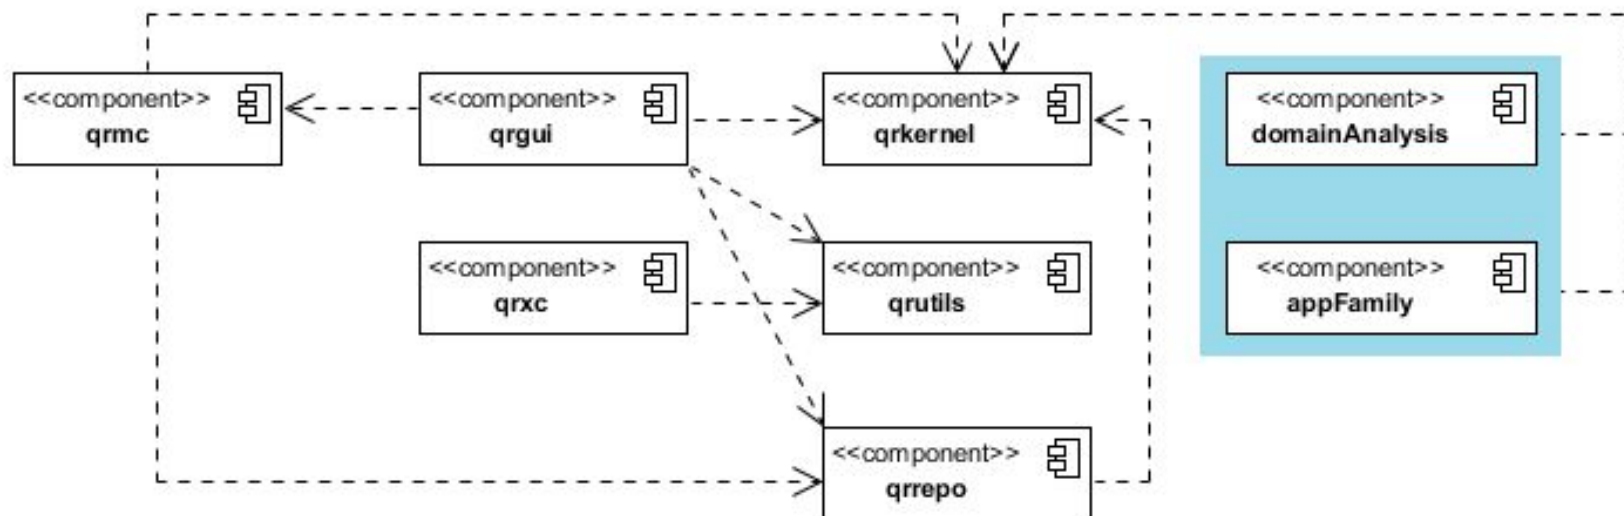 <<component>>
qrmc
<<component>>
qrgui
<<component>>
qrkernel
<<component>>
domainAnalysis
<<component>>
qrxc
<<component>>
qrutils
<<component>>
appFamily
<<component>>
qrrepo